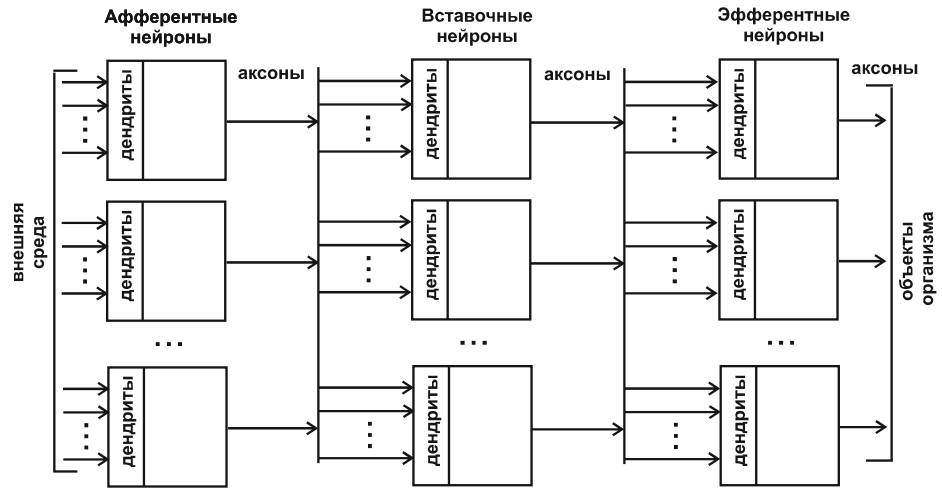 Афферентные
нейроны
Вставочные
нейроны
Эфферентные
нейроны
аксоны
аксоны
аксоны
внешняя
среда
дендриты
дендриты
дендриты
дендриты
дендриты
дендриты
дендриты
дендриты
дендриты
объекты
организма